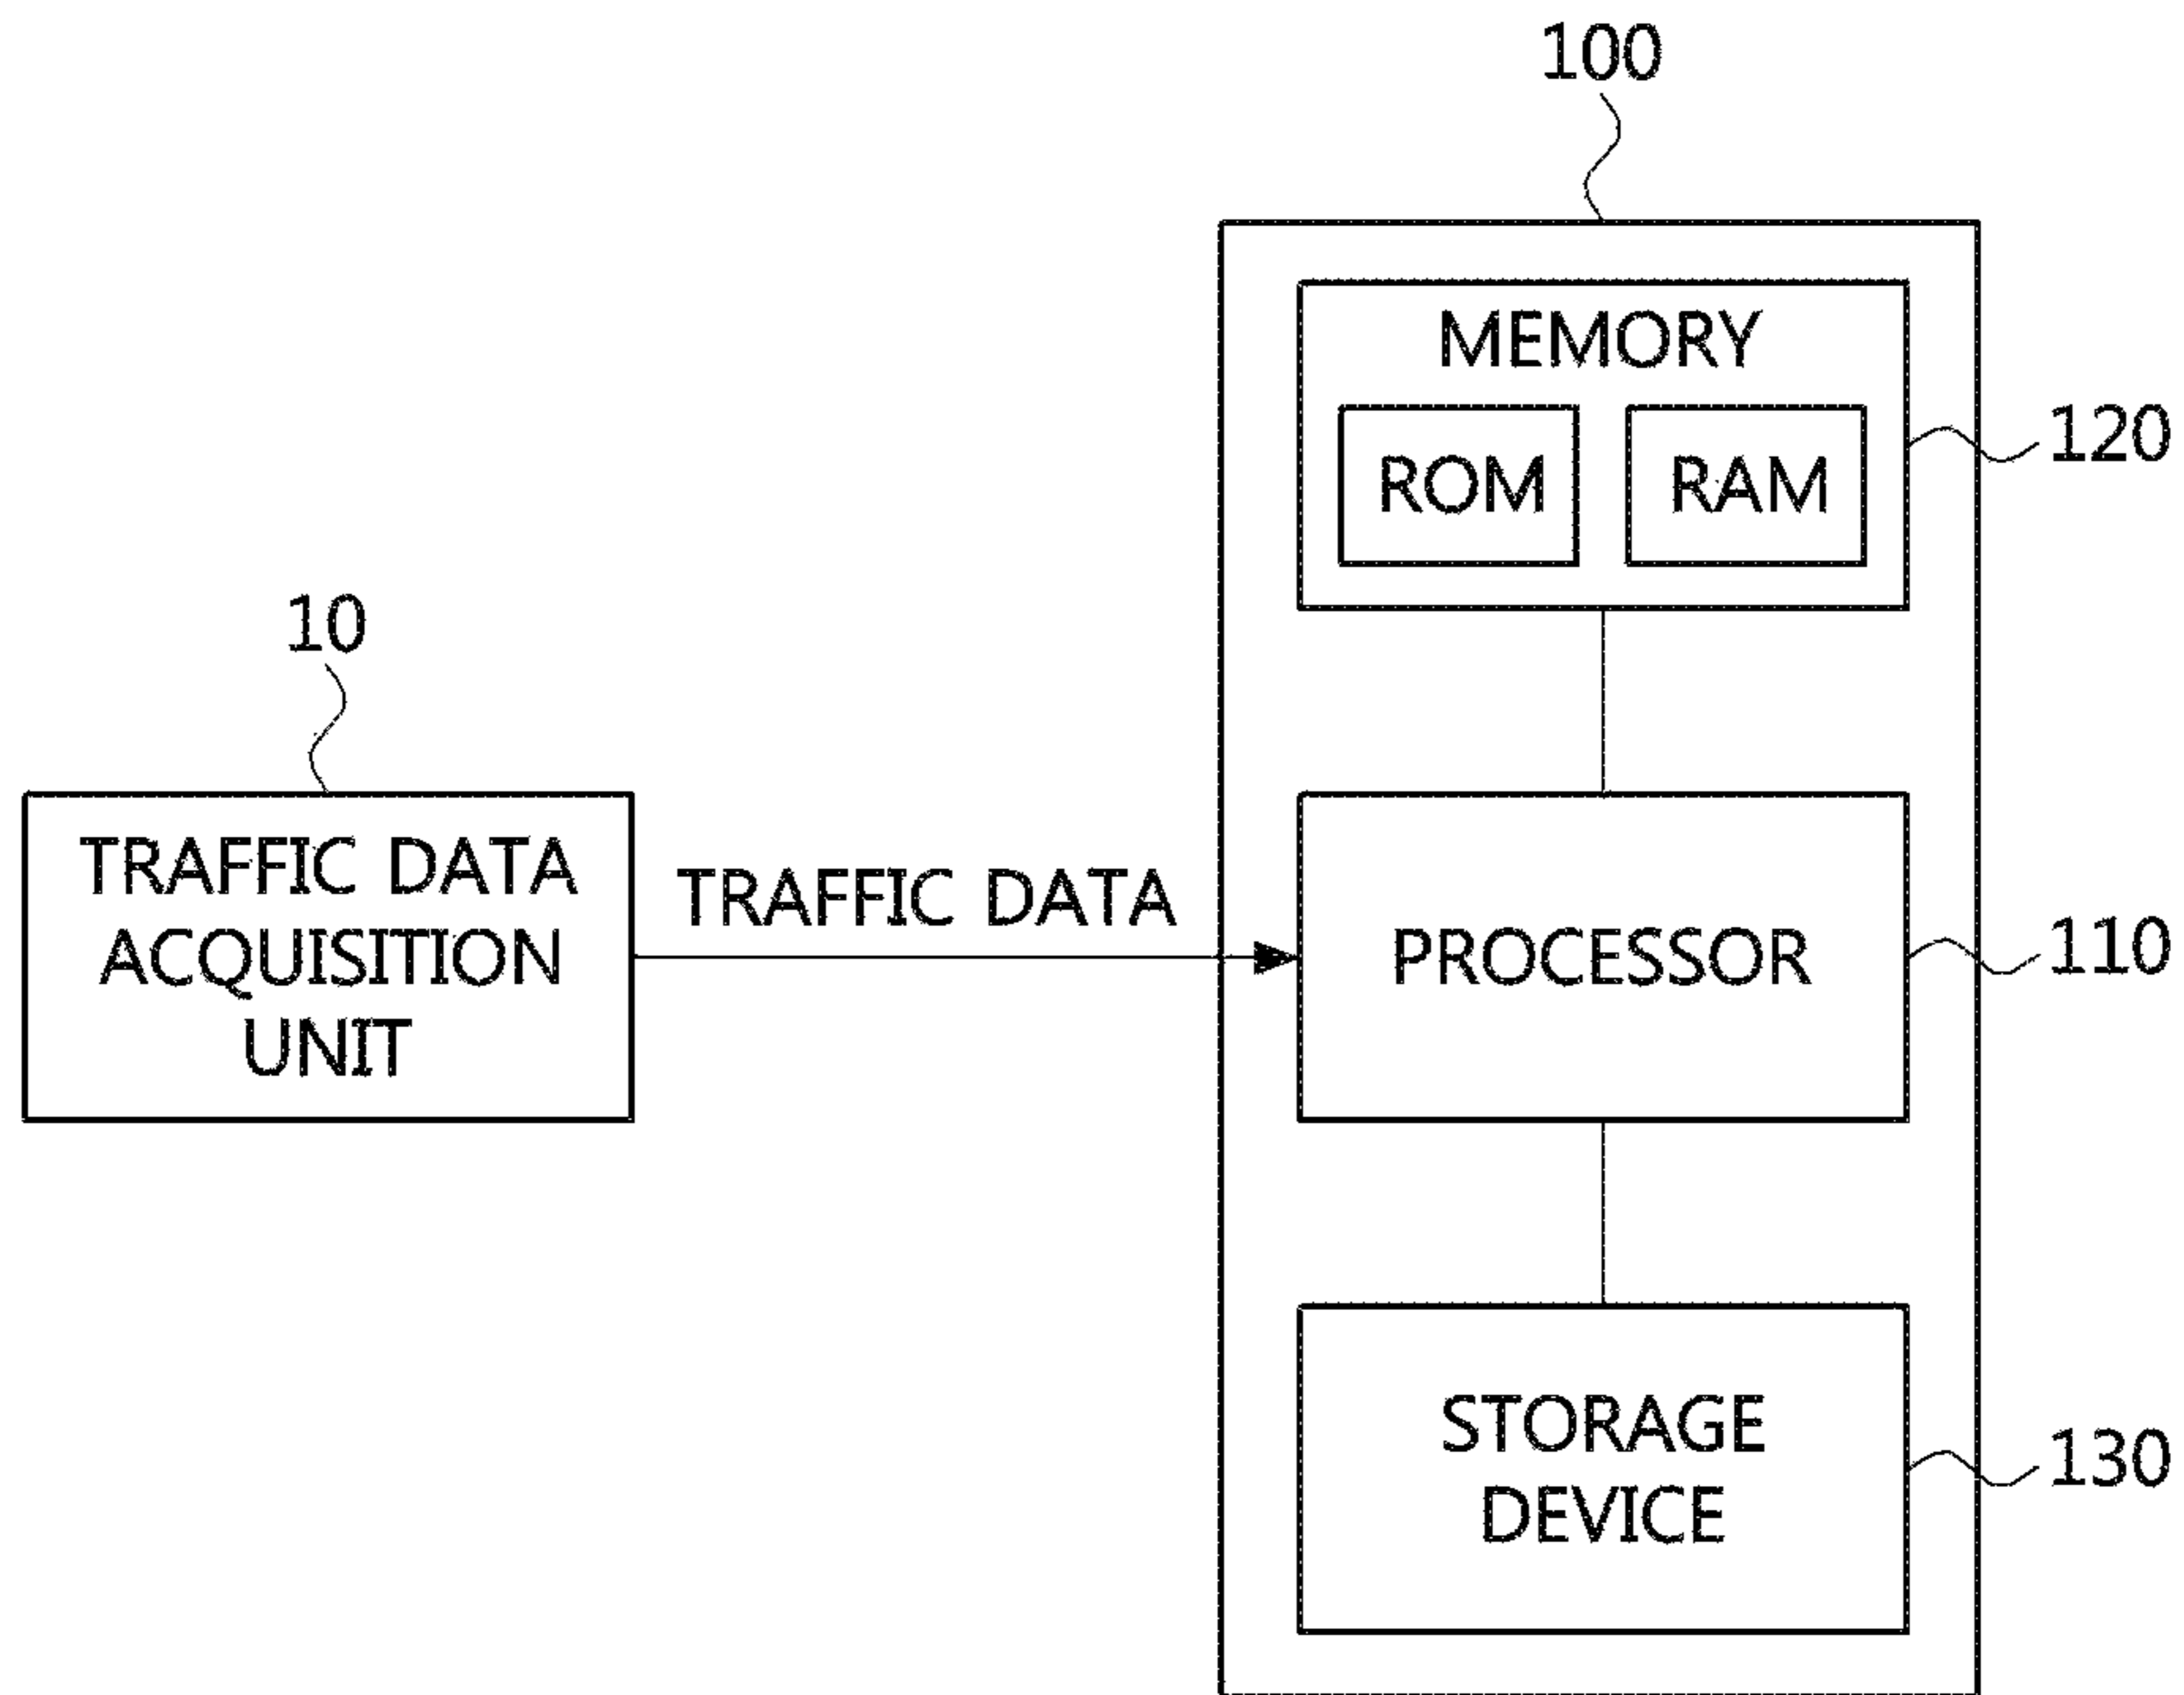 100
MEMORY
ROM RAM
120
10
TRAFFIC DATA
ACQUISITION
UNIT
TRAFFIC DATA
PROCESSOR
110
STORAGE
DEVICE
130